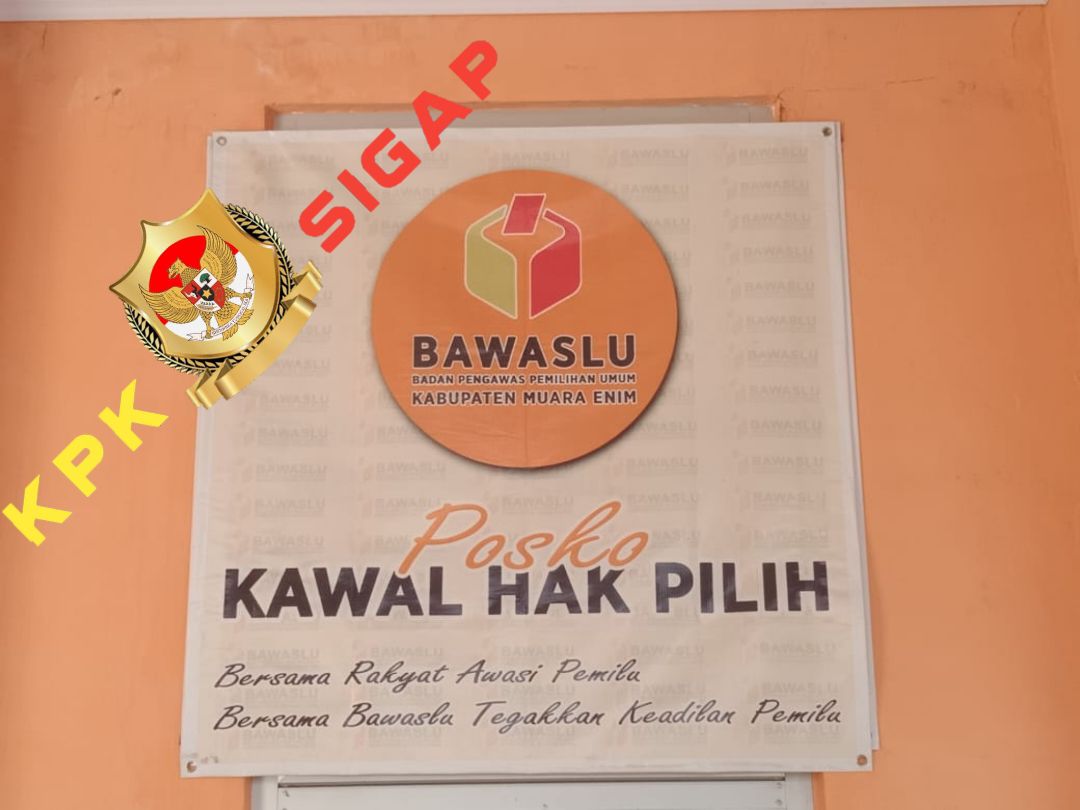 KPK SIGAP
BAWASLU
BADAN PENGAWAS PEMILIHAN UMUM
KABUPATEN MUARA ENIM
Posko
KAWAL HAK PILIH
Bersama Rakyat Awasi Pemilu
Bersama Bawaslu Tegakkan Keadilan Pemilu